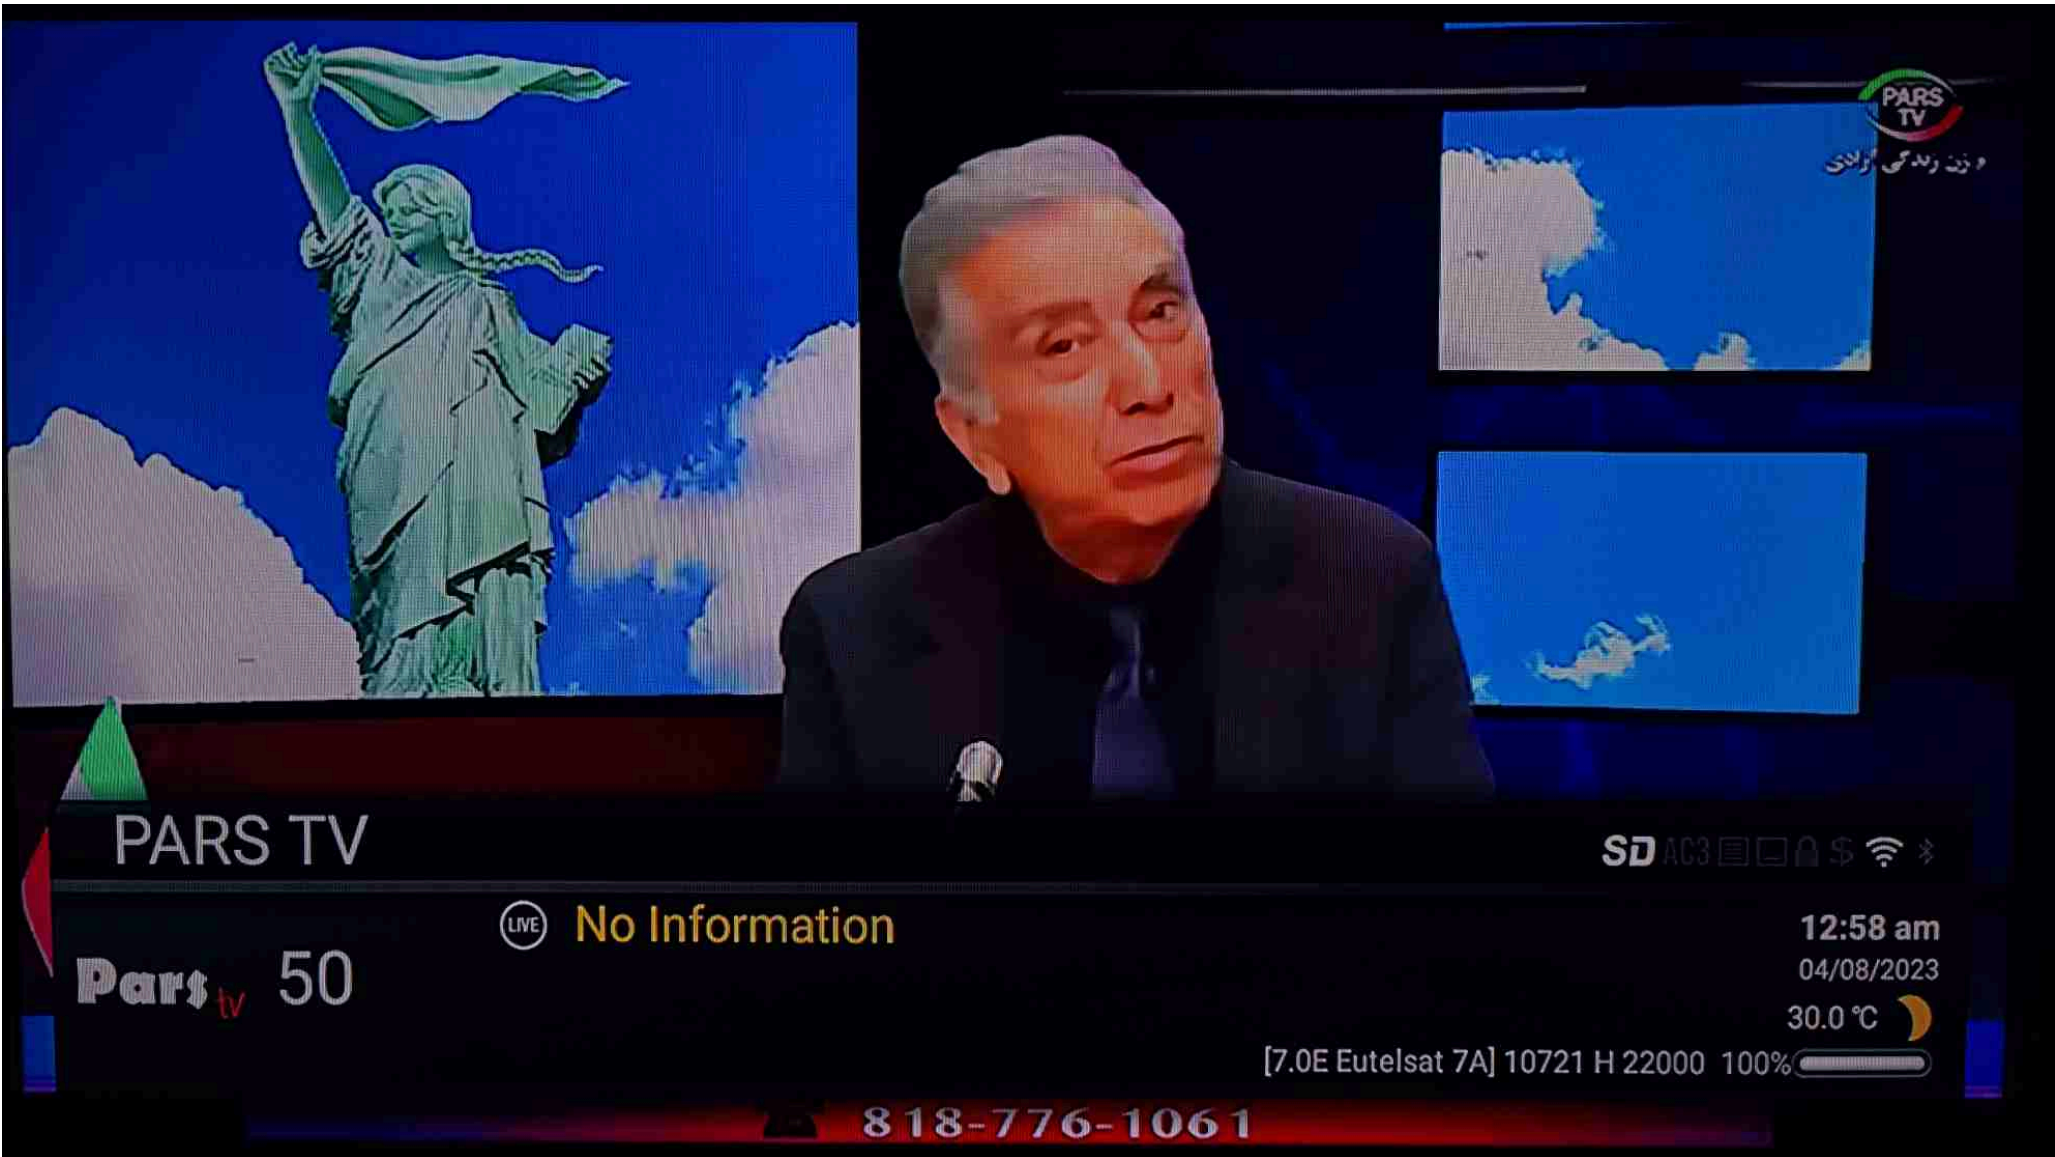 PARS
TV
زن زندگی آزادی
PARS TV
SD AC3 $
LIVE No Information
12:58 am
Pars tv 50
04/08/2023
30.0 °C
[7.0E Eutelsat 7A] 10721 H 22000 100%
818-776-1061